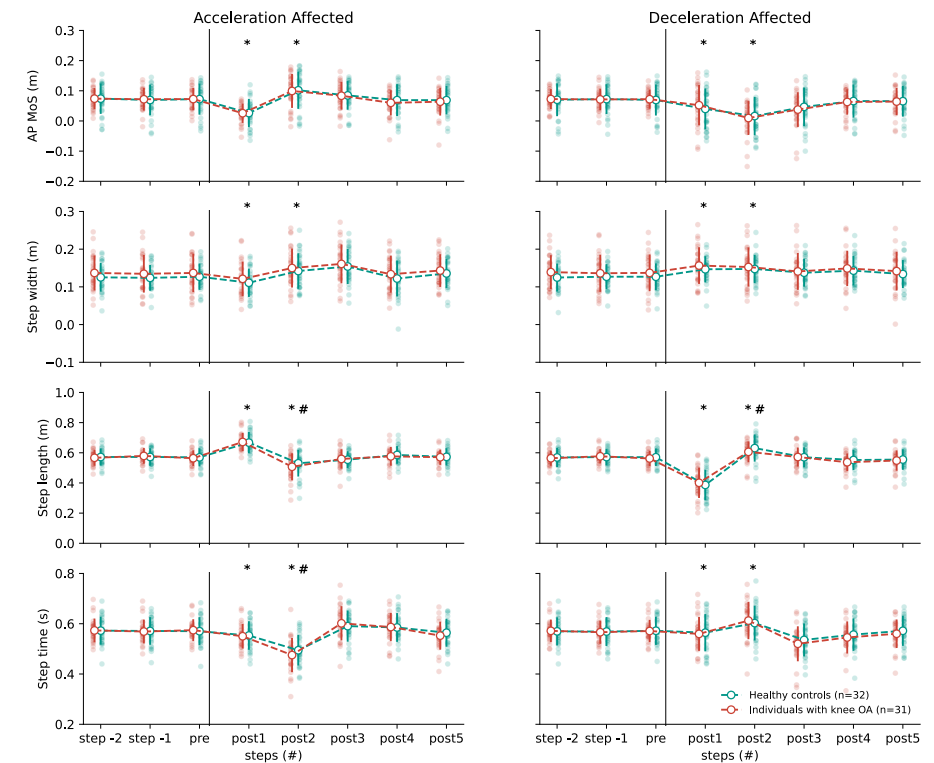 Acceleration Affected
Deceleration Affected
AP MoS (m)
0.3
0.2
0.1
0.0
−0.1
−0.2
* *
* *
Step width (m)
0.3
0.2
0.1
0.0
−0.1
* *
* *
Step length (m)
1.0
0.8
0.6
0.4
0.2
0.0
* * #
* * #
Step time (s)
0.8
0.6
0.4
0.2
* * #
* *
Healthy controls (n=32)
Individuals with knee OA (n=31)
step -2 step -1 pre post1 post2 post3 post4 post5
steps (#)
step -2 step -1 pre post1 post2 post3 post4 post5
steps (#)